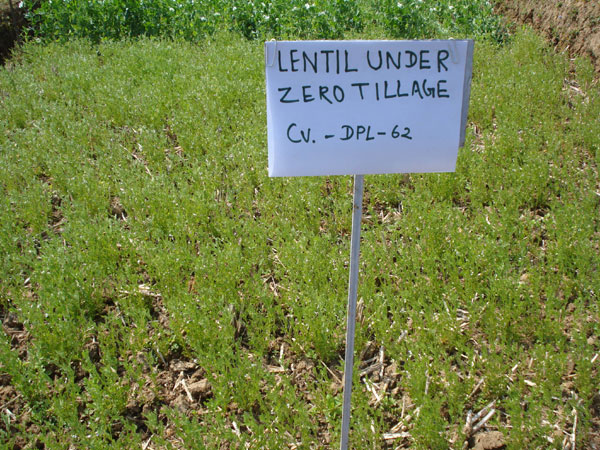 LENTIL UNDER
ZERO TILLAGE
CV. - DPL - 62